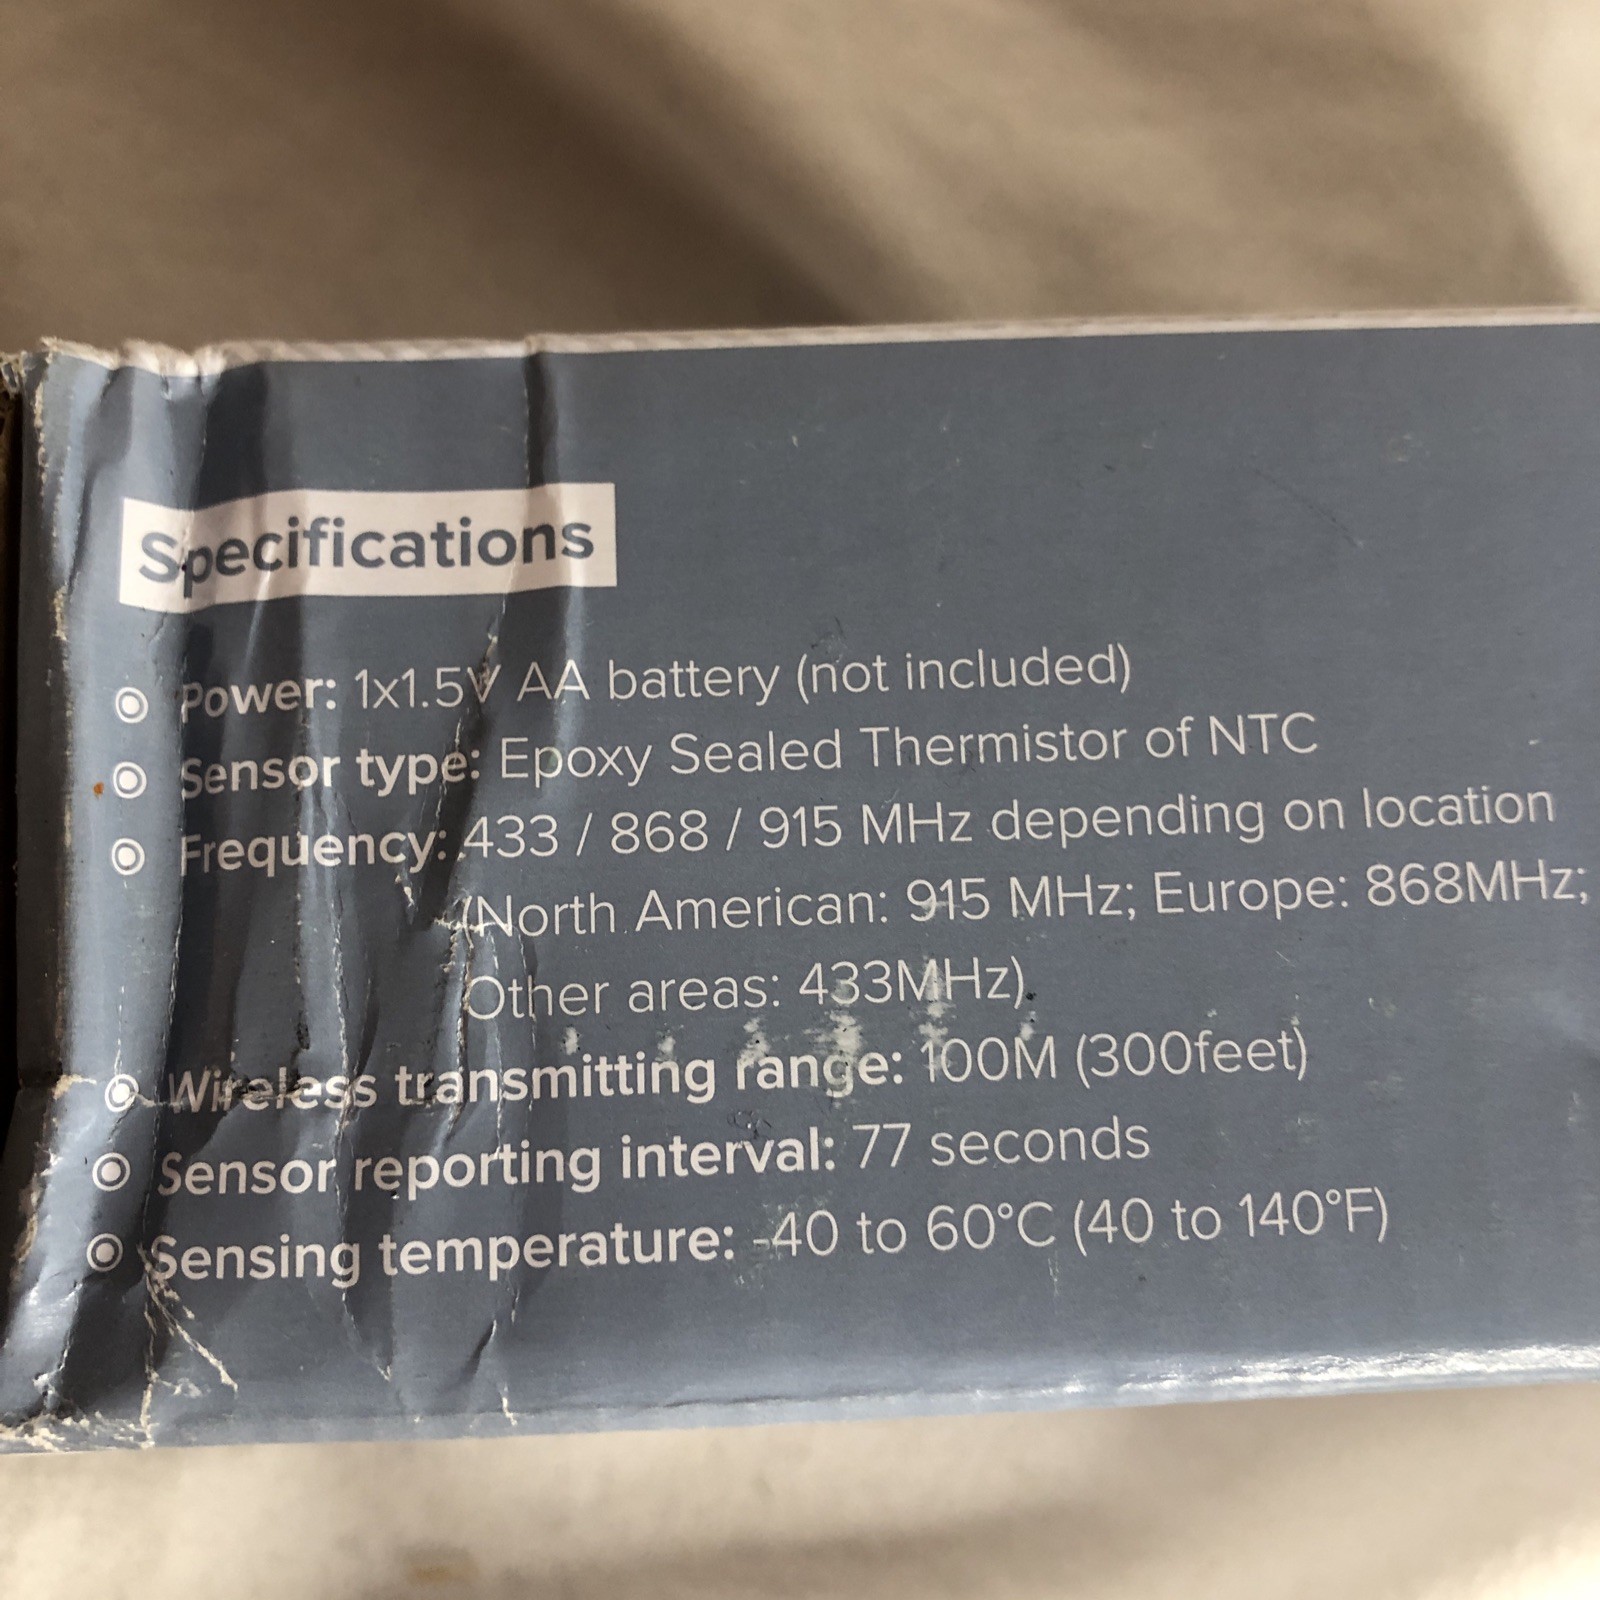 Specifications
Power: 1x1.5V AA battery (not included)
Sensor type: Epoxy Sealed Thermistor of NTC
Frequency: 433 / 868 / 915 MHz depending on location
(North American: 915 MHz; Europe: 868MHz;
Other areas: 433MHz)
Wireless transmitting range: 100M (300feet)
Sensor reporting interval: 77 seconds
Sensing temperature: -40 to 60°C (40 to 140°F)